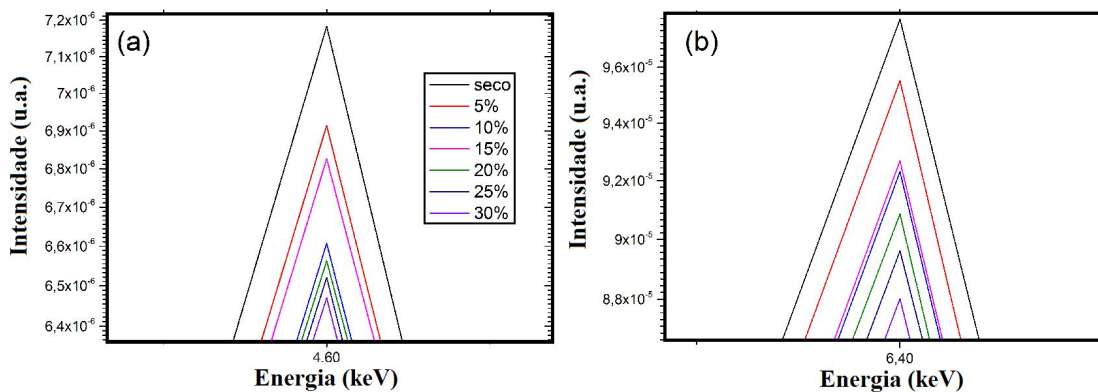 (a)
Intensidade (u.a.)
7,2x10⁻⁶
7,1x10⁻⁶
7x10⁻⁶
6,9x10⁻⁶
6,8x10⁻⁶
6,7x10⁻⁶
6,6x10⁻⁶
6,5x10⁻⁶
6,4x10⁻⁶
seco
5%
10%
15%
20%
25%
30%
4.60
Energia (keV)
(b)
Intensidade (u.a.)
9,6x10⁻⁵
9,4x10⁻⁵
9,2x10⁻⁵
9x10⁻⁵
8,8x10⁻⁵
6,40
Energia (keV)